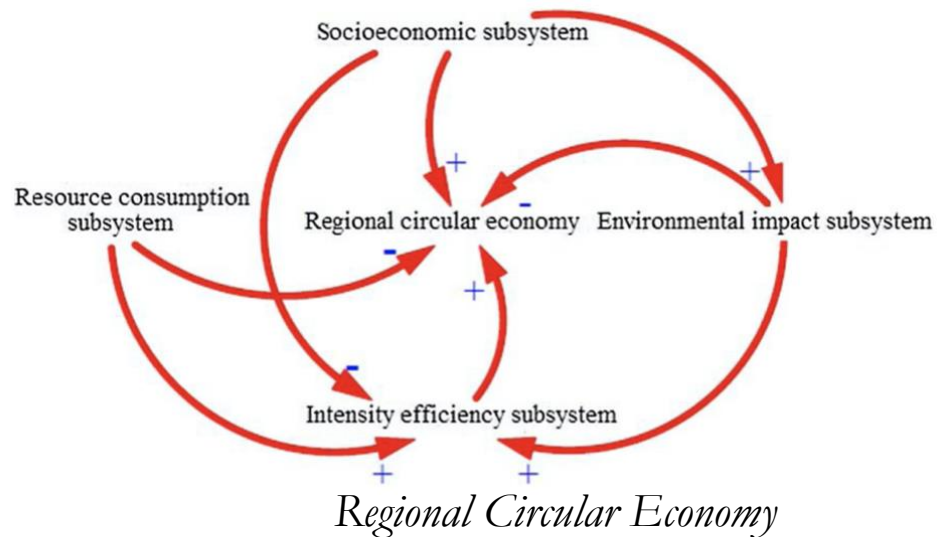 Socioeconomic subsystem
+
+
Resource consumption
subsystem
-
Regional circular economy
Environmental impact subsystem
-
+
-
Intensity efficiency subsystem
+
+
Regional Circular Economy